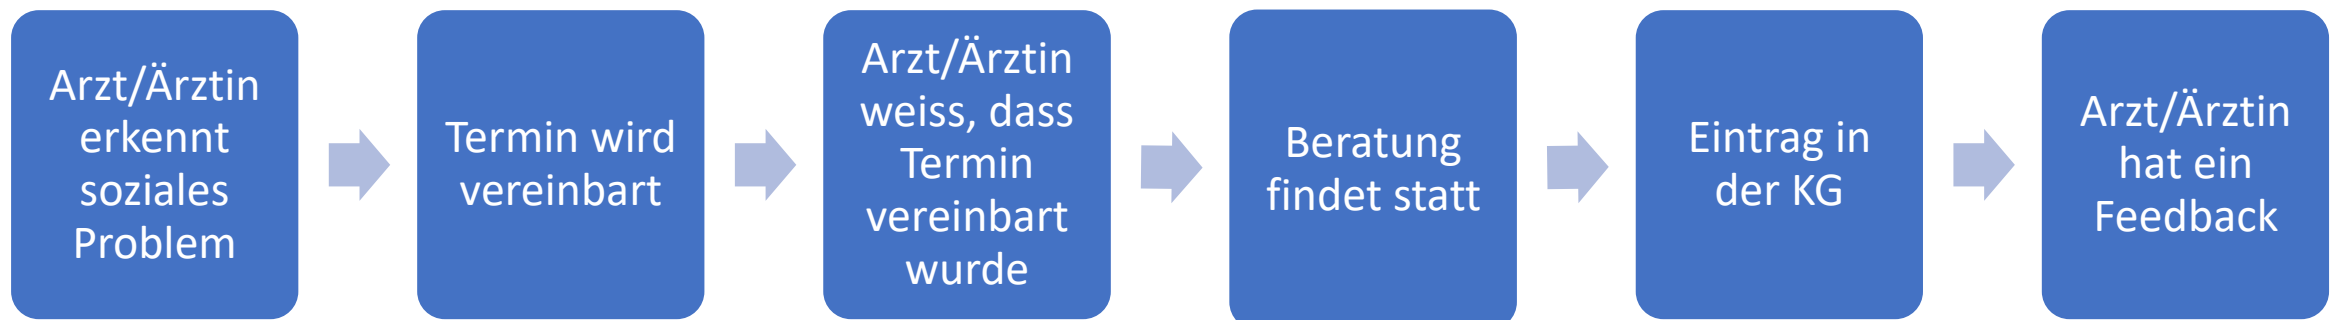 Arzt/Ärztin
erkennt
soziales
Problem
Termin wird
vereinbart
Arzt/Ärztin
weiss, dass
Termin
vereinbart
wurde
Beratung
findet statt
Eintrag in
der KG
Arzt/Ärztin
hat ein
Feedback